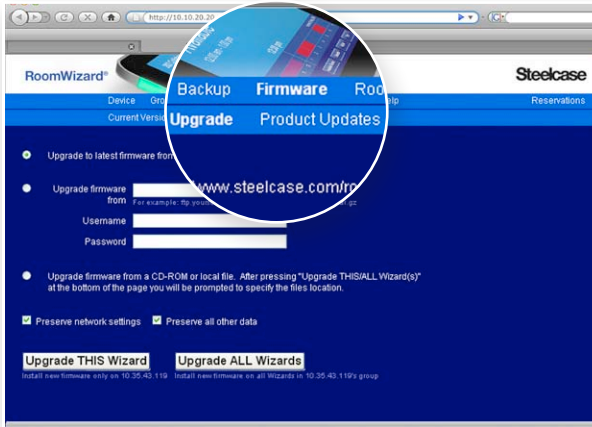 http://10.10.20.20
RoomWizard®
Steelcase
Backup Firmware Roo
Device Gro elp Reservations
Current Versi Upgrade Product Updates
Upgrade to latest firmware from
www.steelcase.com/ro
Upgrade firmware
from
For example: ftp.you
Username
Password
Upgrade firmware from a CD-ROM or local file. After pressing "Upgrade THIS/ALL Wizard(s)"
at the bottom of the page you will be prompted to specify the files location.
Preserve network settings Preserve all other data
Upgrade THIS Wizard Upgrade ALL Wizards
Install new firmware only on 10.35.43.119 Install new firmware on all Wizards in 10.35.43.119's group